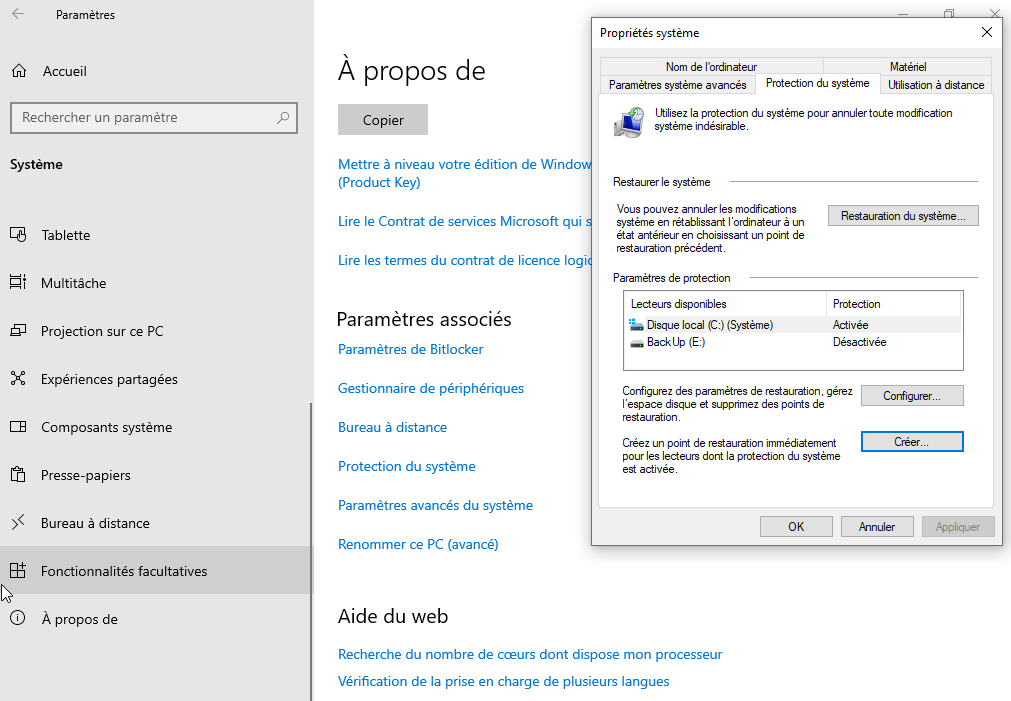 Paramètres
Accueil
Rechercher un paramètre
Système
Tablette
Multitâche
Projection sur ce PC
Expériences partagées
Composants système
Presse-papiers
Bureau à distance
Fonctionnalités facultatives
À propos de
À propos de
Copier
Mettre à niveau votre édition de Window
(Product Key)
Lire le Contrat de services Microsoft qui s
Lire les termes du contrat de licence logic
Paramètres associés
Paramètres de Bitlocker
Gestionnaire de périphériques
Bureau à distance
Protection du système
Paramètres avancés du système
Renommer ce PC (avancé)
Aide du web
Recherche du nombre de cœurs dont dispose mon processeur
Vérification de la prise en charge de plusieurs langues
Propriétés système
Nom de l'ordinateur
Matériel
Paramètres système avancés
Protection du système
Utilisation à distance
Utilisez la protection du système pour annuler toute modification
système indésirable.
Restaurer le système
Vous pouvez annuler les modifications
système en rétablissant l'ordinateur à un
état antérieur en choisissant un point de
restauration précédent.
Restauration du système...
Paramètres de protection
Lecteurs disponibles
Protection
Disque local (C:) (Système)
Activée
BackUp (E:)
Désactivée
Configurez des paramètres de restauration, gérez
l'espace disque et supprimez des points de
restauration.
Configurer...
Créez un point de restauration immédiatement
pour les lecteurs dont la protection du système
est activée.
Créer...
OK
Annuler
Appliquer